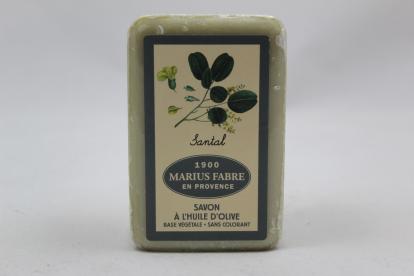 Santal
1900
MARIUS FABRE
EN PROVENCE
SAVON
À L'HUILE D'OLIVE
BASE VÉGÉTALE • SANS COLORANT